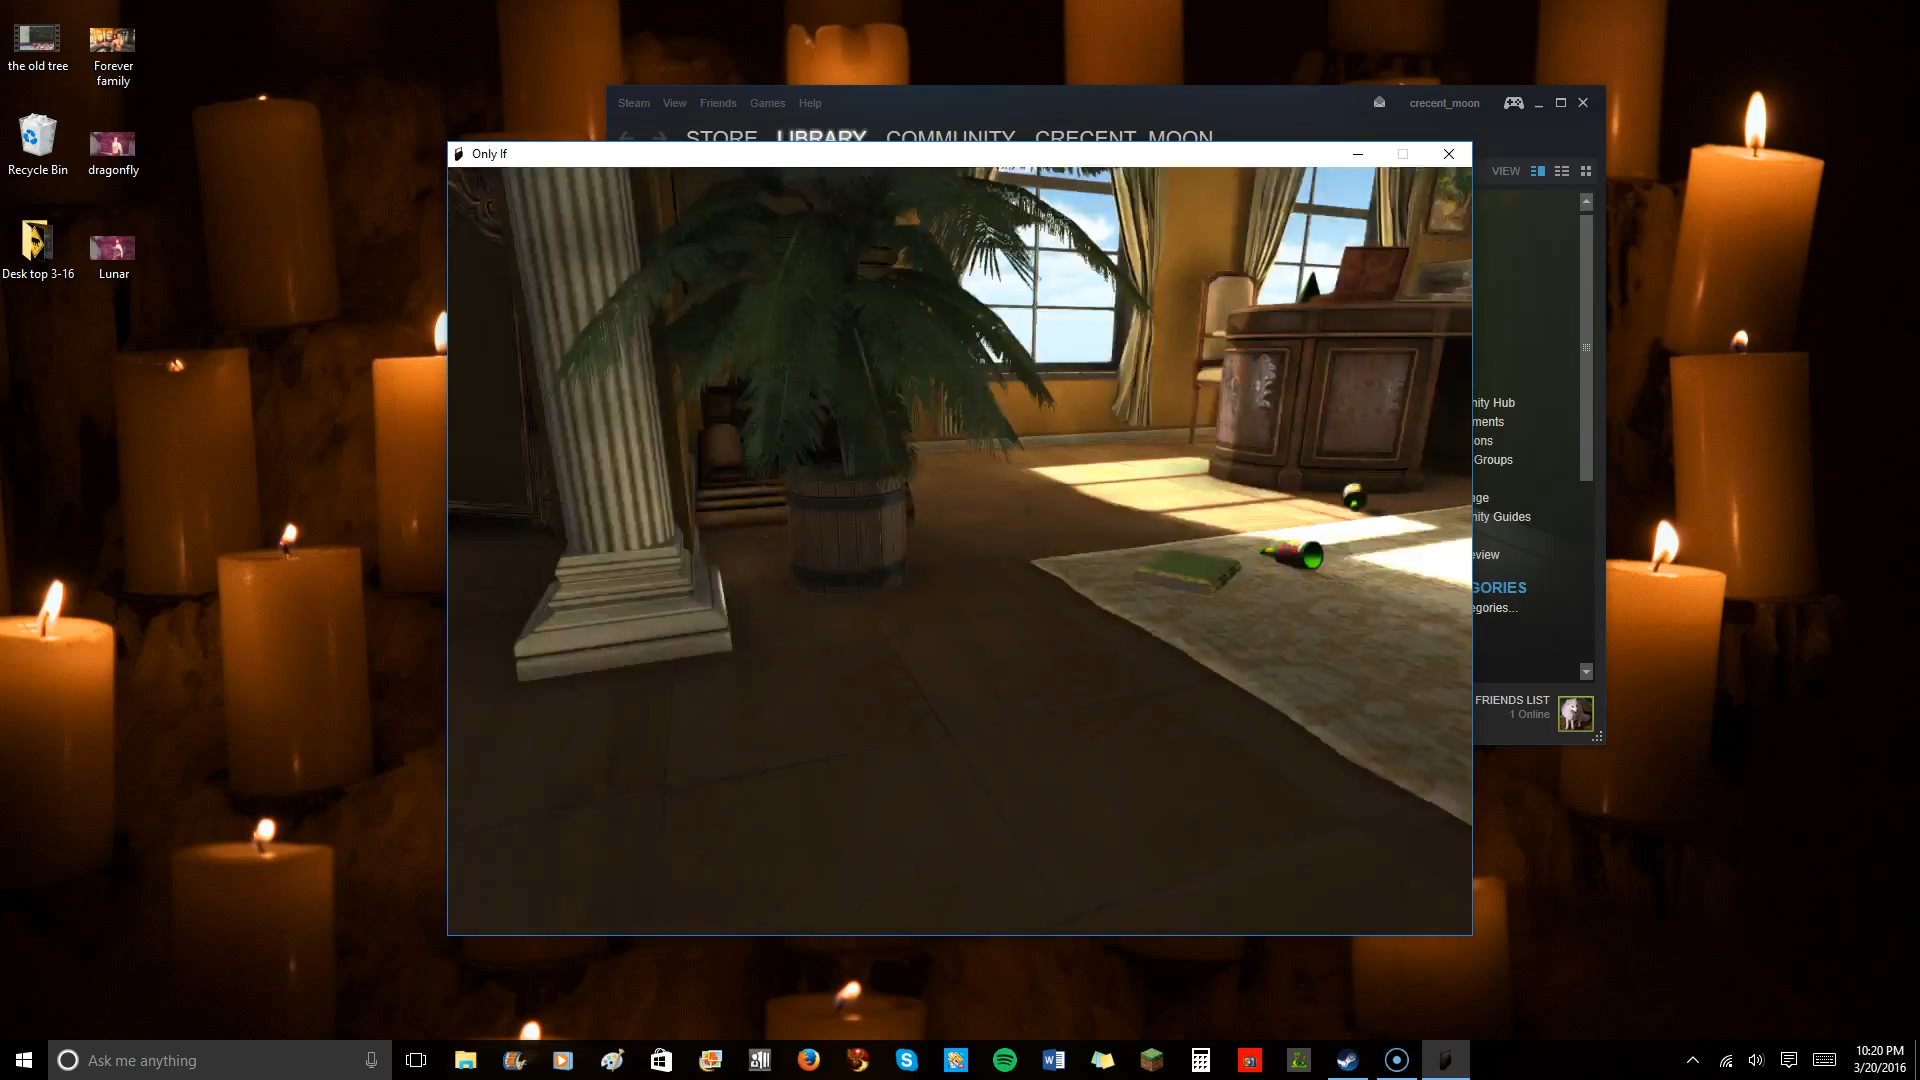 the old tree
Forever
family
Recycle Bin
dragonfly
Desk top 3-16
Lunar
Steam View Friends Games Help
crecent_moon
STORE LIBRARY COMMUNITY CRECENT_MOON
Only If
VIEW
nity Hub
ments
ons
Groups
age
nity Guides
eview
GORIES
egories...
FRIENDS LIST
1 Online
Ask me anything
10:20 PM
3/20/2016